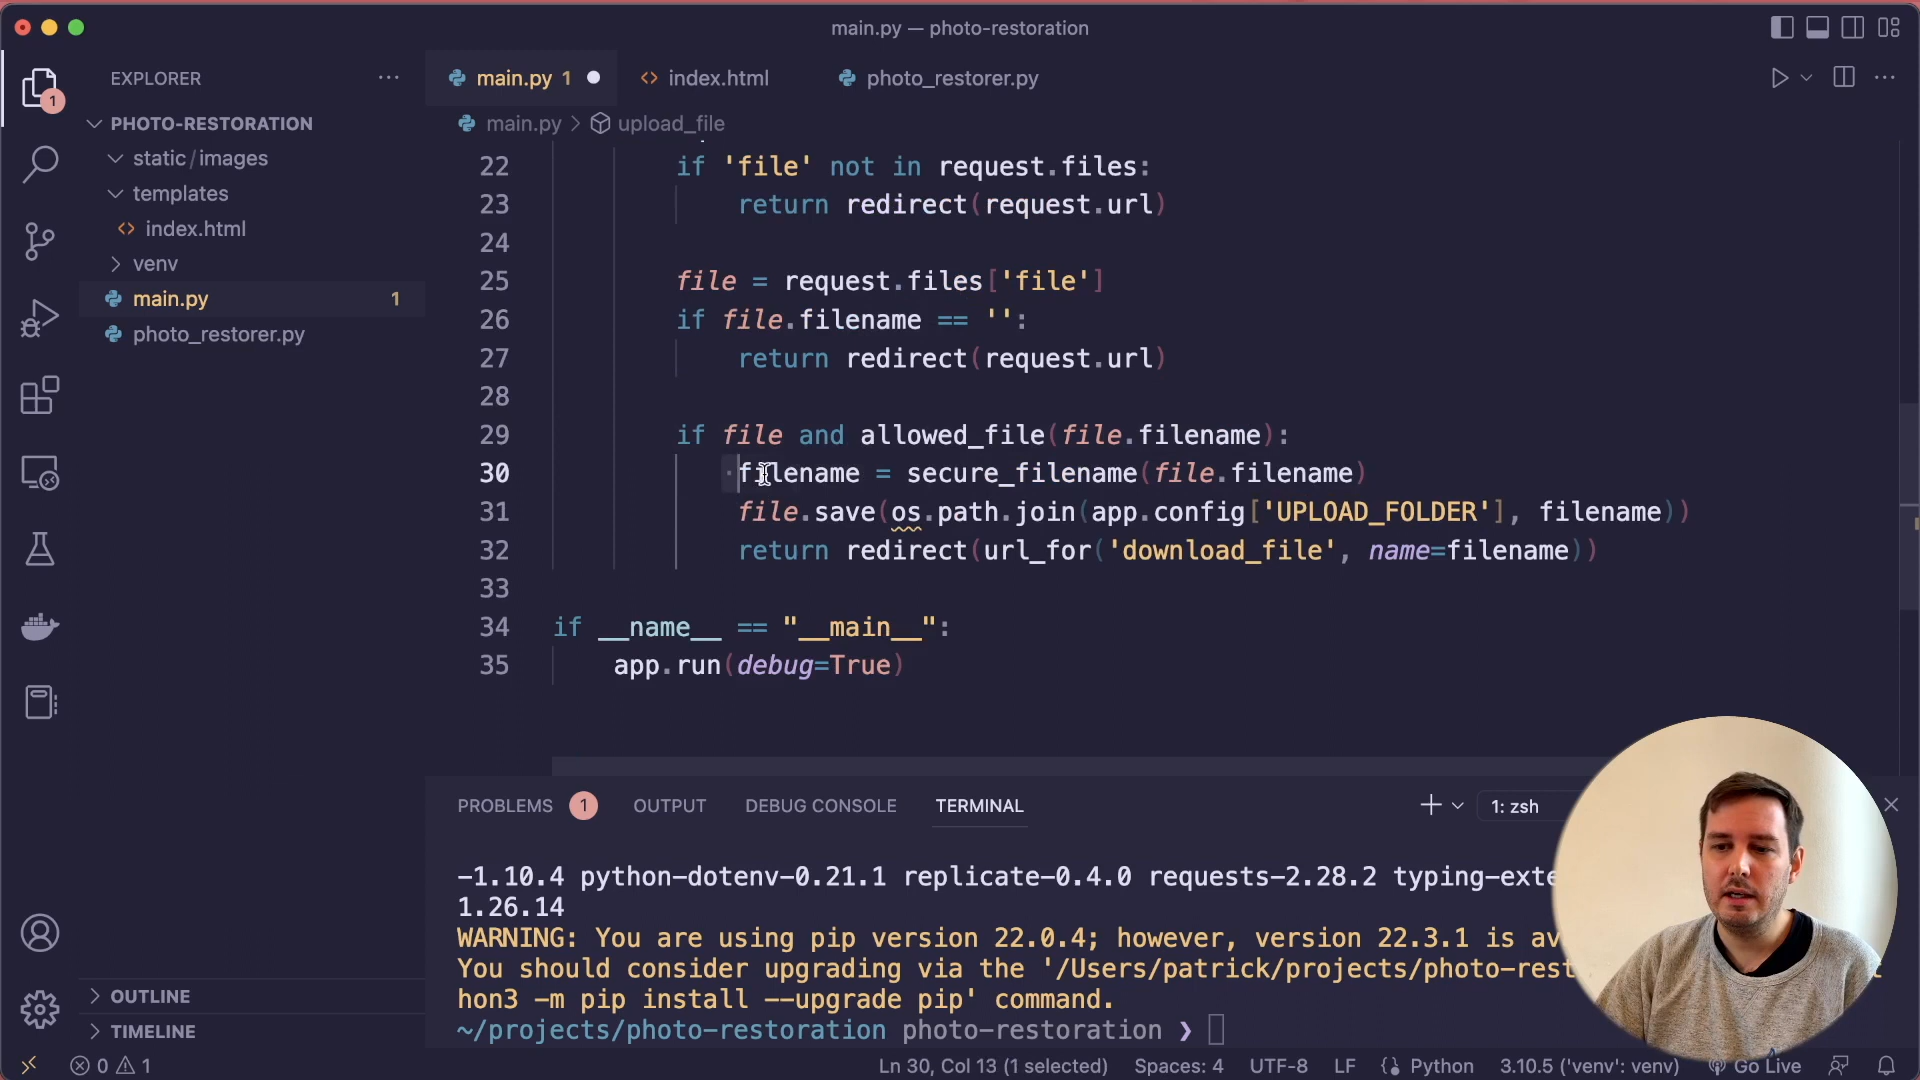 main.py — photo-restoration
EXPLORER
PHOTO-RESTORATION
static/images
templates
index.html
venv
main.py 1
photo_restorer.py
OUTLINE
TIMELINE
1
main.py 1
index.html
photo_restorer.py
main.py > upload_file
22 if 'file' not in request.files:
23 return redirect(request.url)
24
25 file = request.files['file']
26 if file.filename == '':
27 return redirect(request.url)
28
29 if file and allowed_file(file.filename):
30 filename = secure_filename(file.filename)
31 file.save(os.path.join(app.config['UPLOAD_FOLDER'], filename))
32 return redirect(url_for('download_file', name=filename))
33
34 if __name__ == "__main__":
35 app.run(debug=True)
PROBLEMS 1 OUTPUT DEBUG CONSOLE TERMINAL
1: zsh
-1.10.4 python-dotenv-0.21.1 replicate-0.4.0 requests-2.28.2 typing-exte
1.26.14
WARNING: You are using pip version 22.0.4; however, version 22.3.1 is av
You should consider upgrading via the '/Users/patrick/projects/photo-rest
hon3 -m pip install --upgrade pip' command.
~/projects/photo-restoration photo-restoration ❯
0 1
Ln 30, Col 13 (1 selected) Spaces: 4 UTF-8 LF Python 3.10.5 ('venv': venv) Go Live